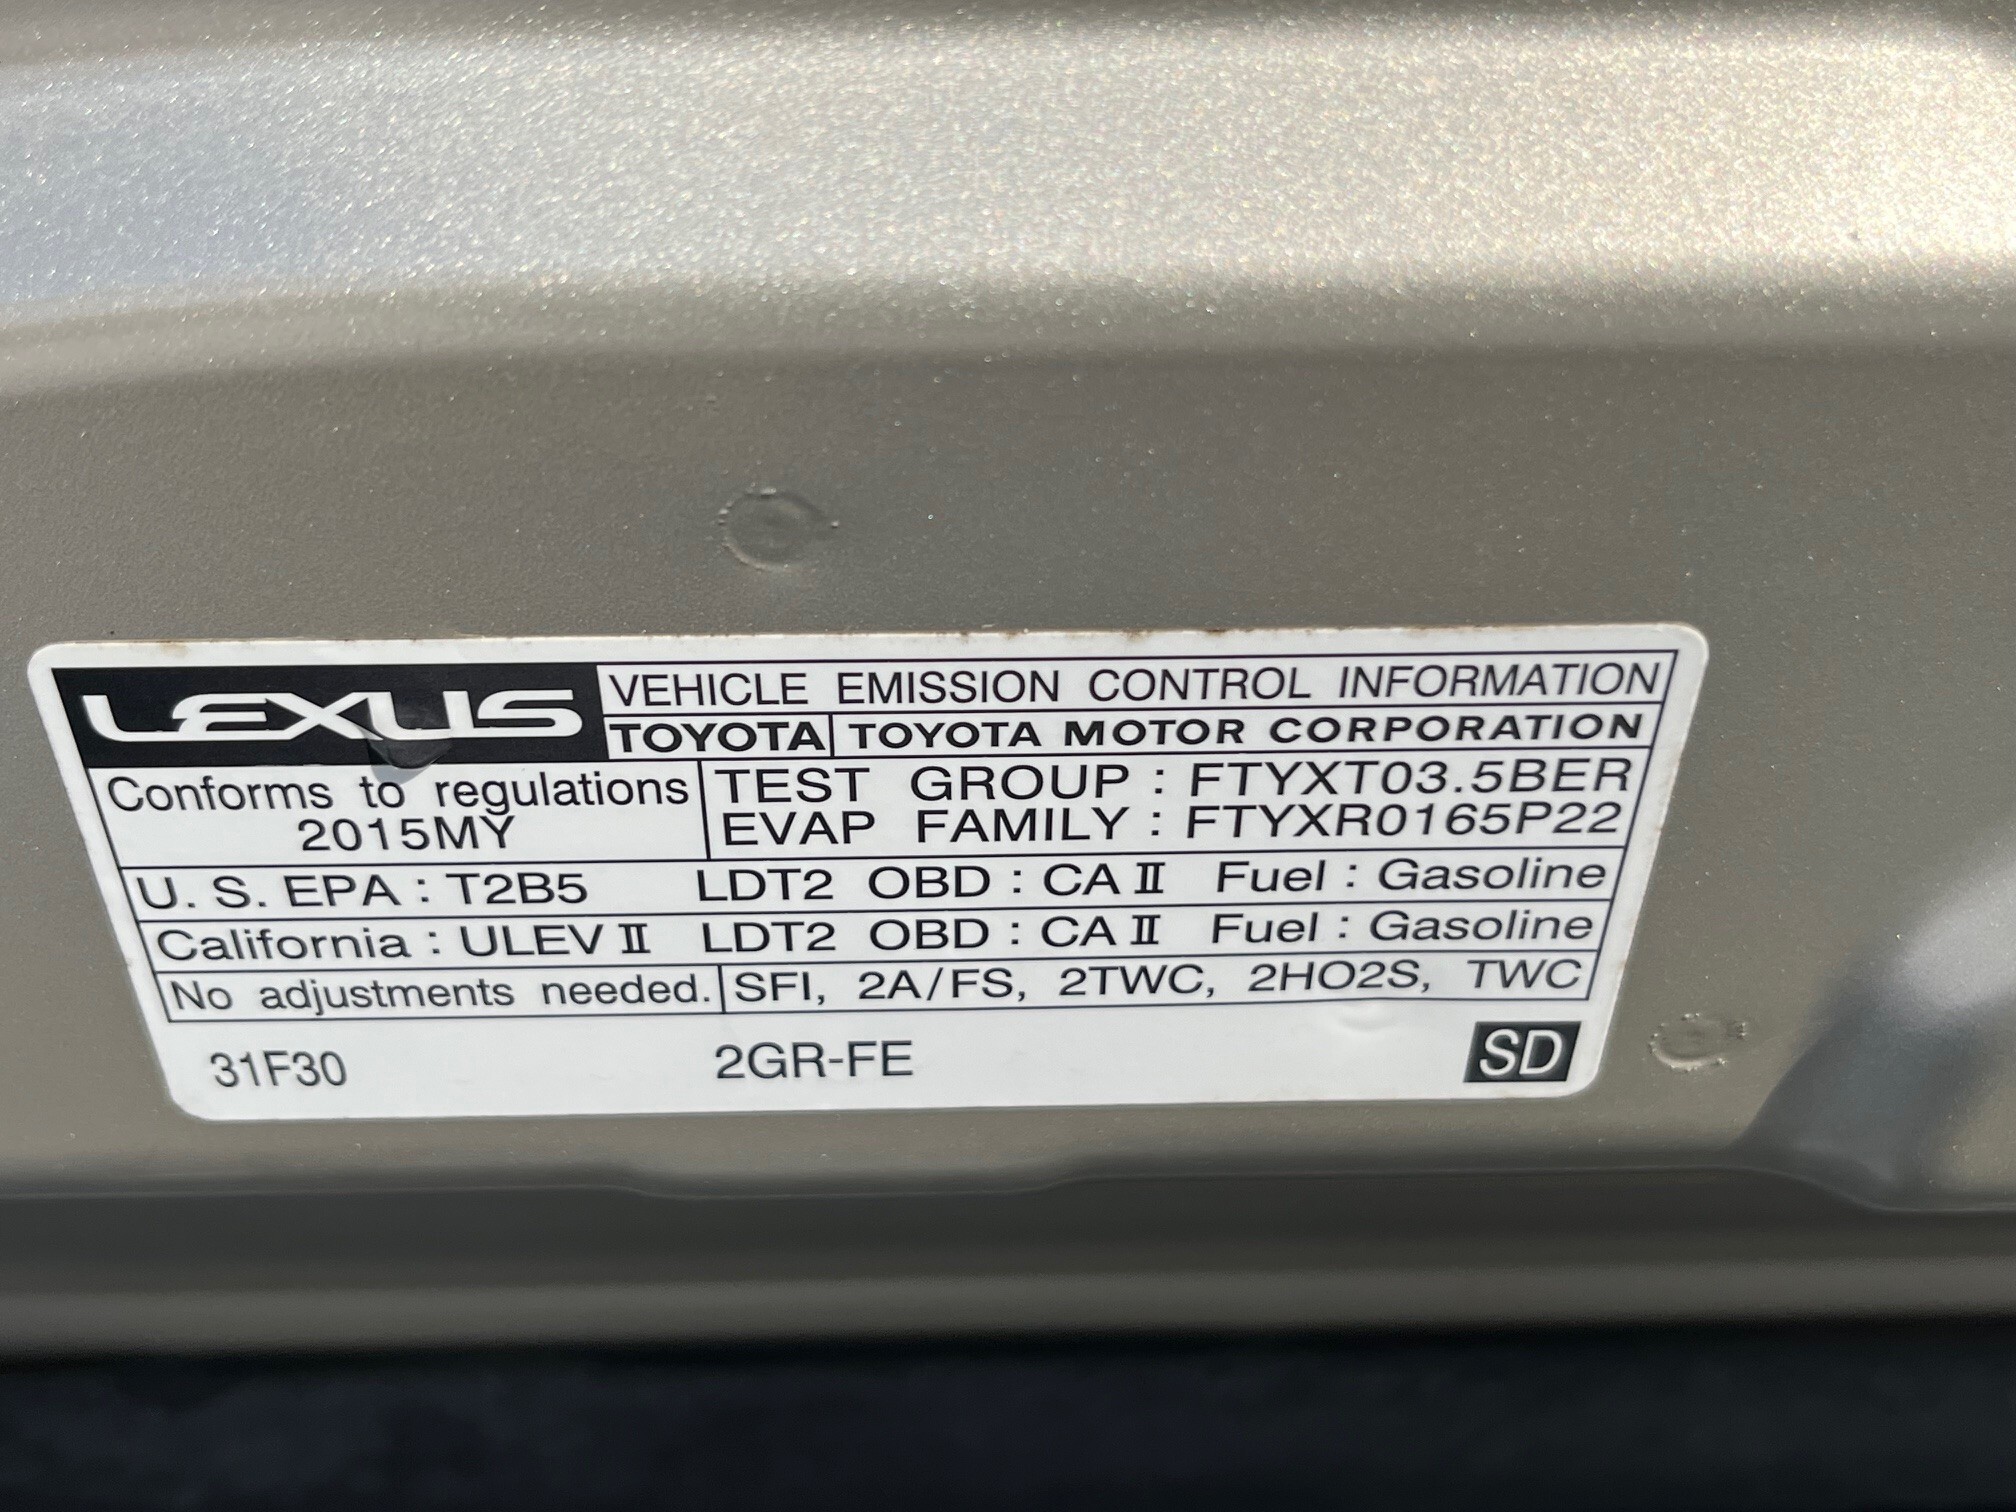 LEXUS VEHICLE EMISSION CONTROL INFORMATION
TOYOTA TOYOTA MOTOR CORPORATION
Conforms to regulations
2015MY
TEST GROUP : FTYXT03.5BER
EVAP FAMILY : FTYXR0165P22
U. S. EPA : T2B5 LDT2 OBD : CA II Fuel : Gasoline
California : ULEV II LDT2 OBD : CA II Fuel : Gasoline
No adjustments needed. SFI, 2A/FS, 2TWC, 2HO2S, TWC
31F30 2GR-FE SD